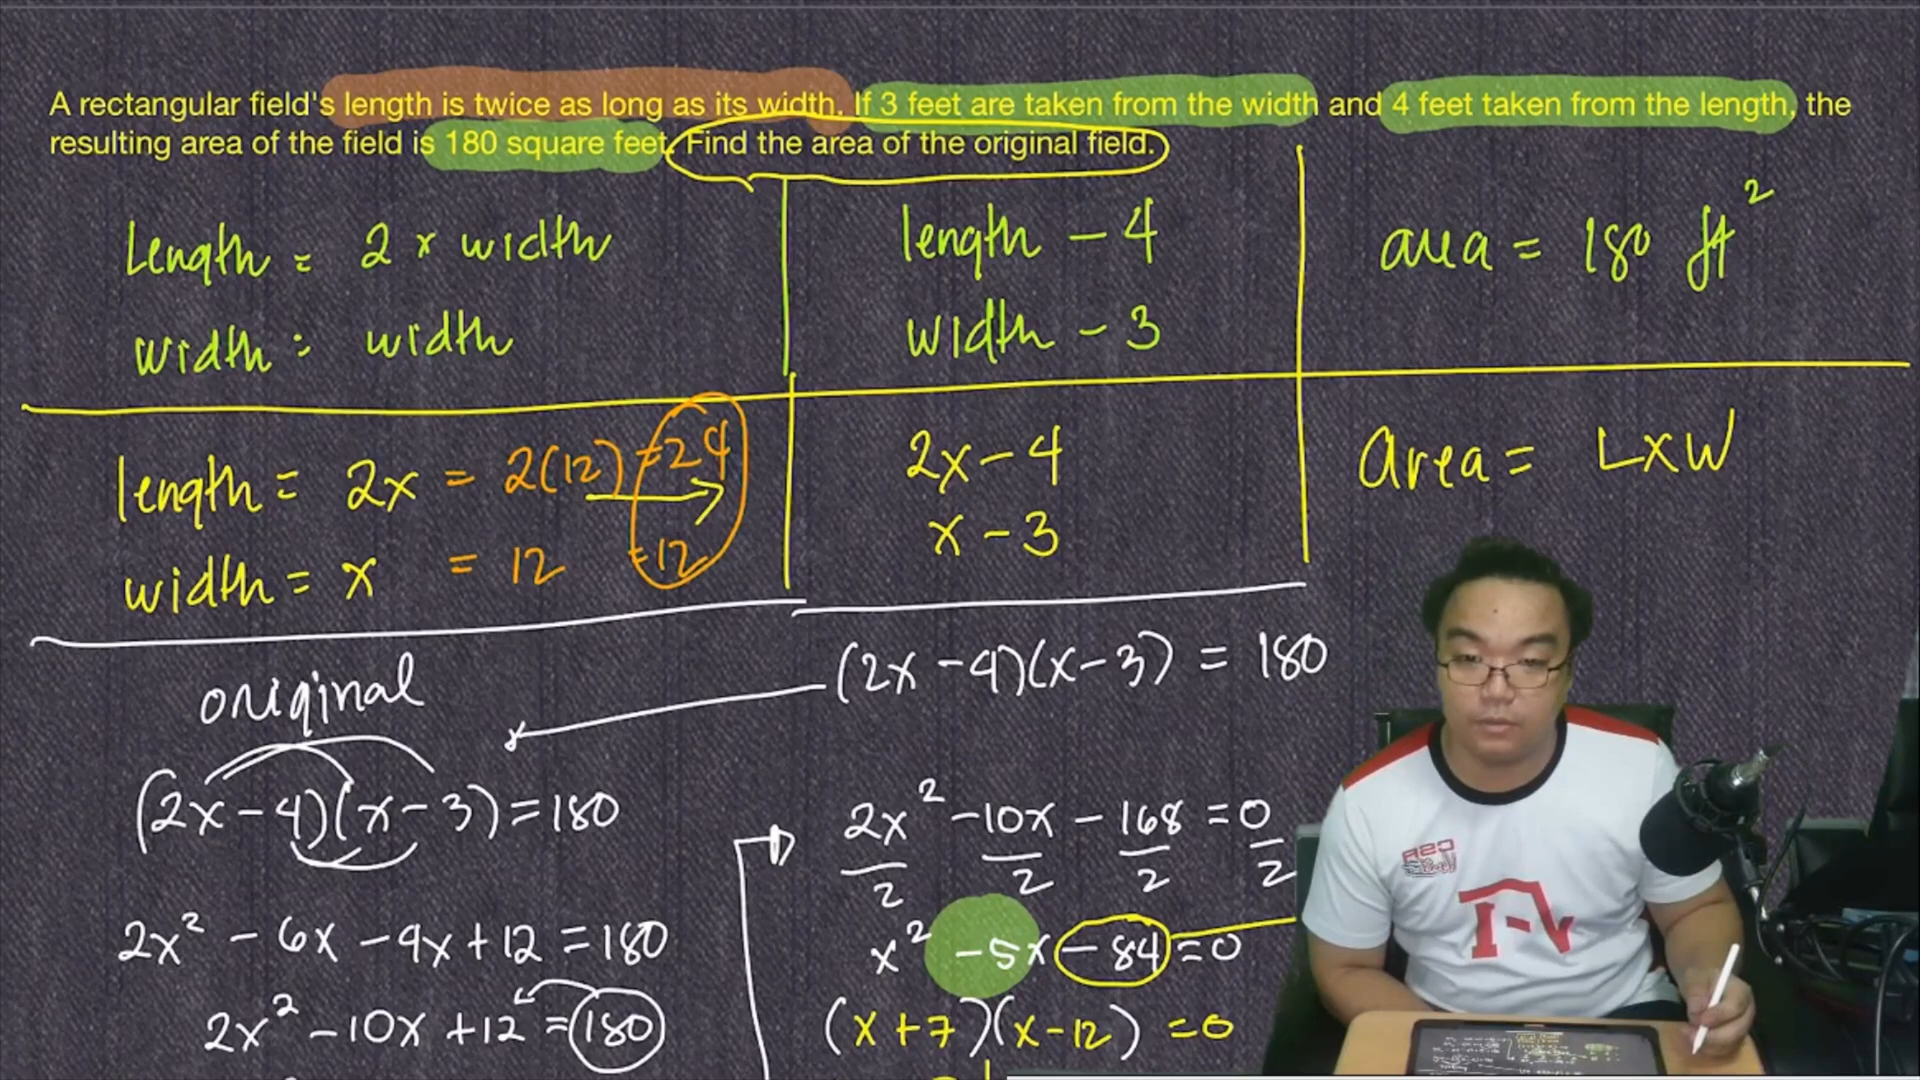 A rectangular field's length is twice as long as its width. If 3 feet are taken from the width and 4 feet taken from the length, the
resulting area of the field is 180 square feet. Find the area of the original field.
Length = 2 x width
width = width
length - 4
width - 3
area = 180 ft²
length = 2x = 2(12) = 24
width = x = 12 = 12
2x - 4
x - 3
Area = L x W
original
(2x - 4)(x - 3) = 180
(2x - 4)(x - 3) = 180
2x² - 6x - 4x + 12 = 180
2x² - 10x + 12 = 180
2x²/2 - 10x/2 - 168/2 = 0/2
x² - 5x - 84 = 0
(x + 7)(x - 12) = 0